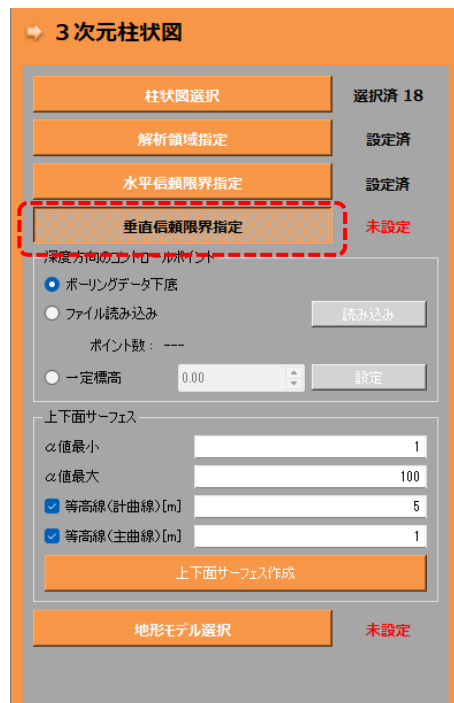 ３次元柱状図
柱状図選択 選択済 18
解析領域指定 設定済
水平信頼限界指定 設定済
垂直信頼限界指定 未設定
深度方向のコントロールポイント
ボーリングデータ下底
ファイル読み込み 読み込み
ポイント数： ---
一定標高 0.00 設定
上下面サーフェス
α値最小 1
α値最大 100
等高線(計曲線)[m] 5
等高線(主曲線)[m] 1
上下面サーフェス作成
地形モデル選択 未設定